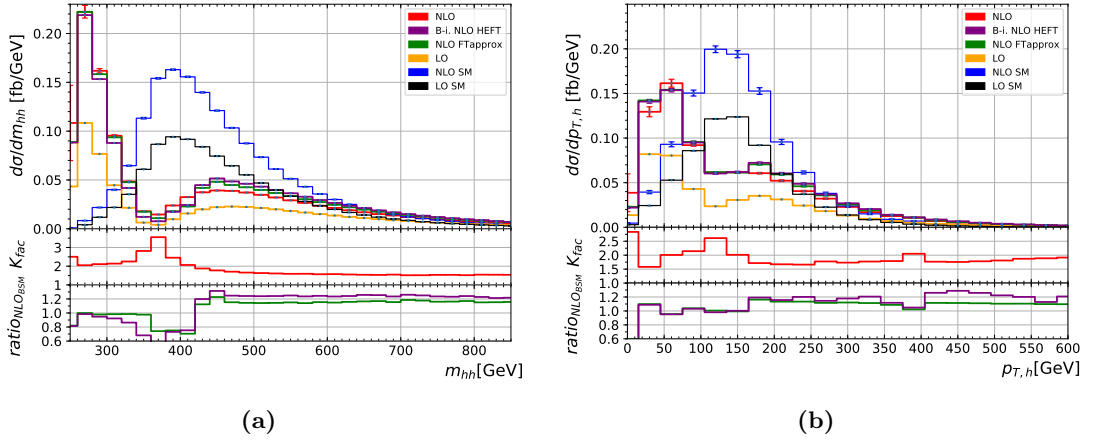 dσ/dm_hh [fb/GeV]
0.20
0.15
0.10
0.05
0.00
NLO
B-i. NLO HEFT
NLO FTapprox
LO
NLO SM
LO SM
K_fac
3
2
1
ratio_NLO_BSM
1.2
1.0
0.8
0.6
300 400 500 600 700 800
m_hh[GeV]
(a)
dσ/dp_T,h [fb/GeV]
0.20
0.15
0.10
0.05
0.00
NLO
B-i. NLO HEFT
NLO FTapprox
LO
NLO SM
LO SM
K_fac
2.5
2.0
1.5
1.0
ratio_NLO_BSM
1.2
1.0
0.8
0.6
0 50 100 150 200 250 300 350 400 450 500 550 600
p_T,h[GeV]
(b)